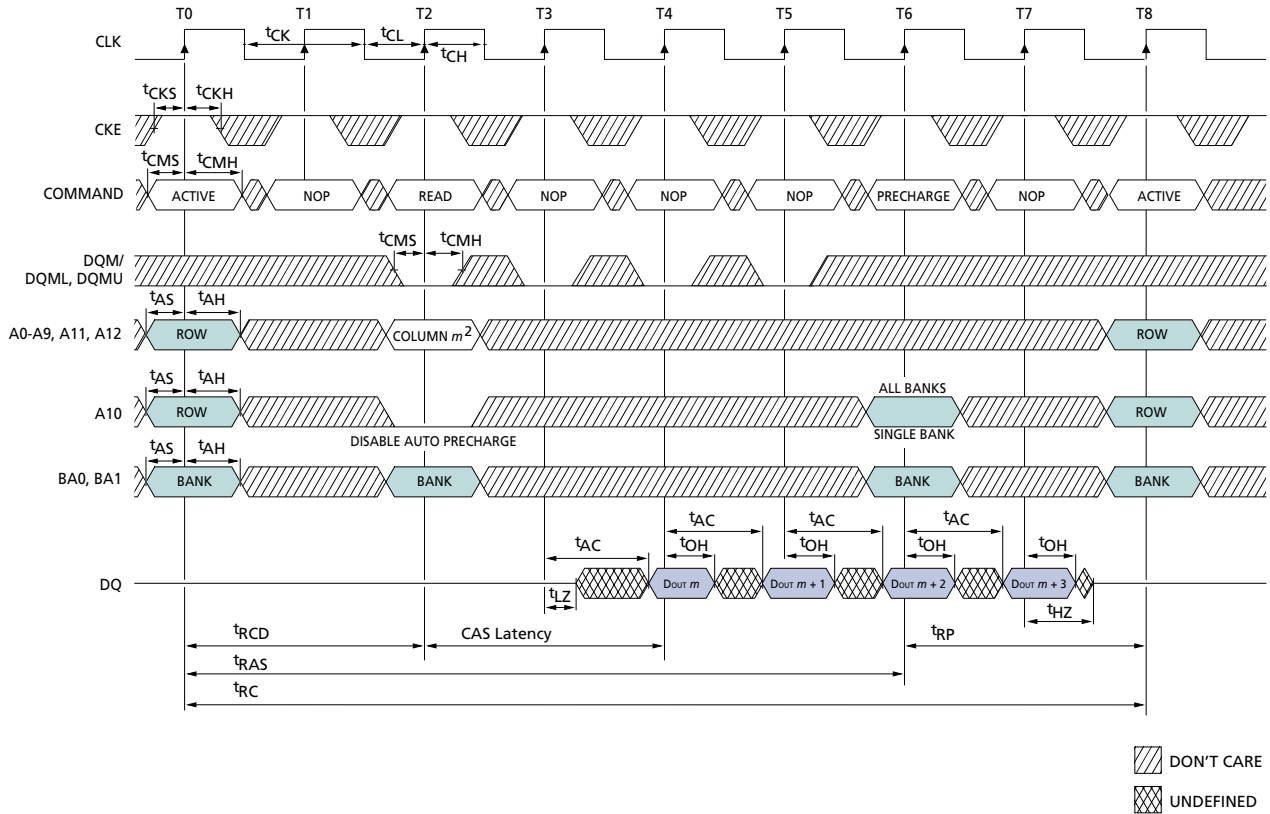 T0 T1 T2 T3 T4 T5 T6 T7 T8
CLK
tCK tCL
tCH
tCKS tCKH
CKE
tCMS tCMH
COMMAND ACTIVE NOP READ NOP NOP NOP PRECHARGE NOP ACTIVE
tCMS tCMH
DQM/
DQML, DQMU
tAS tAH
A0-A9, A11, A12 ROW COLUMN m2 ROW
tAS tAH
ALL BANKS
A10 ROW ROW
DISABLE AUTO PRECHARGE SINGLE BANK
tAS tAH
BA0, BA1 BANK BANK BANK BANK
tAC tAC tAC
tAC tOH tOH tOH tOH
DQ DOUT m DOUT m + 1 DOUT m + 2 DOUT m + 3
tLZ tHZ
tRCD CAS Latency tRP
tRAS
tRC
DON'T CARE
UNDEFINED